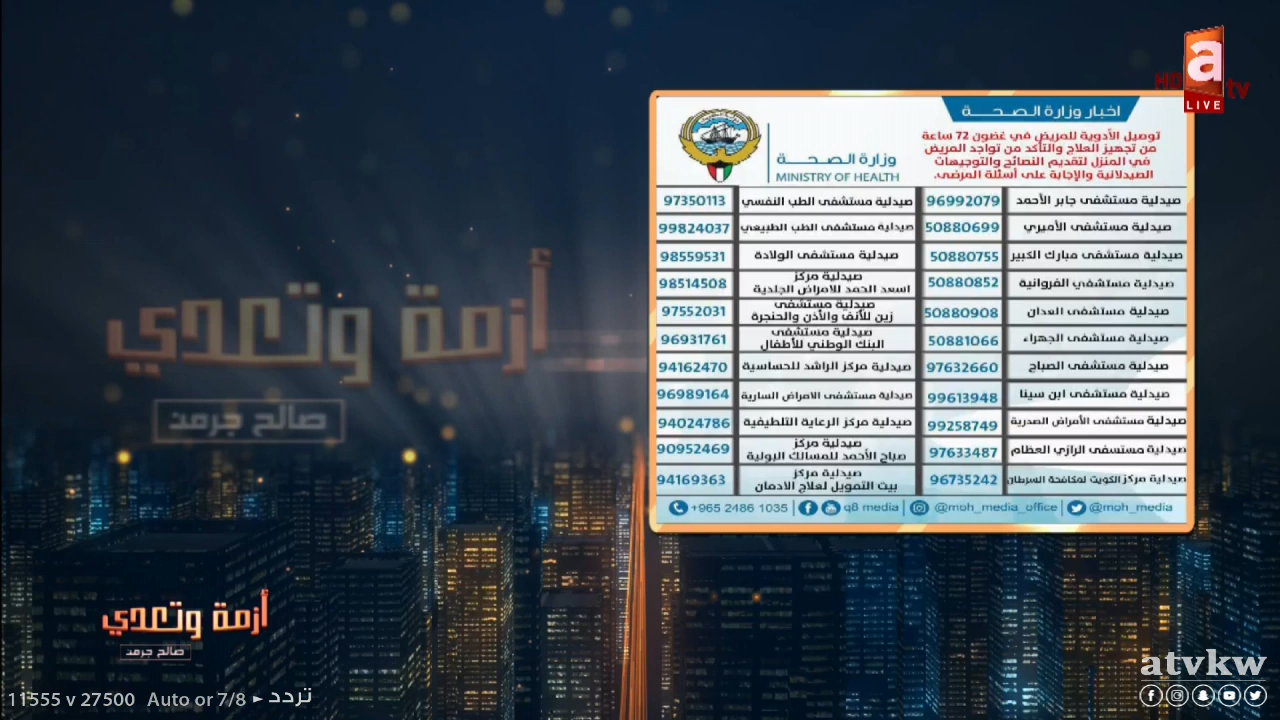 a
HD tv
LIVE
اخبار وزارة الصحة
توصيل الأدوية للمريض في غضون 72 ساعة
من تجهيز العلاج والتأكد من تواجد المريض
في المنزل لتقديم النصائح والتوجيهات
الصيدلانية والإجابة على أسئلة المرضى.
وزارة الصحة
MINISTRY OF HEALTH
صيدلية مستشفى جابر الأحمد 96992079 صيدلية مستشفى الطب النفسي 97350113
صيدلية مستشفى الأميري 50880699 صيدلية مستشفى الطب الطبيعي 99824037
صيدلية مستشفى مبارك الكبير 50880755 صيدلية مستشفى الولادة 98559531
صيدلية مستشفي الفروانية 50880852 صيدلية مركز اسعد الحمد للامراض الجلدية 98514508
صيدلية مستشفى العدان 50880908 صيدلية مستشفى زين للأنف والأذن والحنجرة 97552031
صيدلية مستشفى الجهراء 50881066 صيدلية مستشفى البنك الوطني للأطفال 96931761
صيدلية مستشفى الصباح 97632660 صيدلية مركز الراشد للحساسية 94162470
صيدلية مستشفى ابن سينا 99613948 صيدلية مستشفى الامراض السارية 96989164
صيدلية مستشفى الأمراض الصدرية 99258749 صيدلية مركز الرعاية التلطيفية 94024786
صيدلية مستسفى الرازي العظام 97633487 صيدلية مركز صباح الأحمد للمسالك البولية 90952469
صيدلية مركز الكويت لمكافحة السرطان 96735242 صيدلية مركز بيت التمويل لعلاج الادمان 94169363
+965 2486 1035 q8 media @moh_media_office @moh_media
أزمة وتعدي
صالح جرمن
أزمة وتعدي
صالح جرمن
atvkw
11555 v 27500 Auto or 7/8 ► تردد